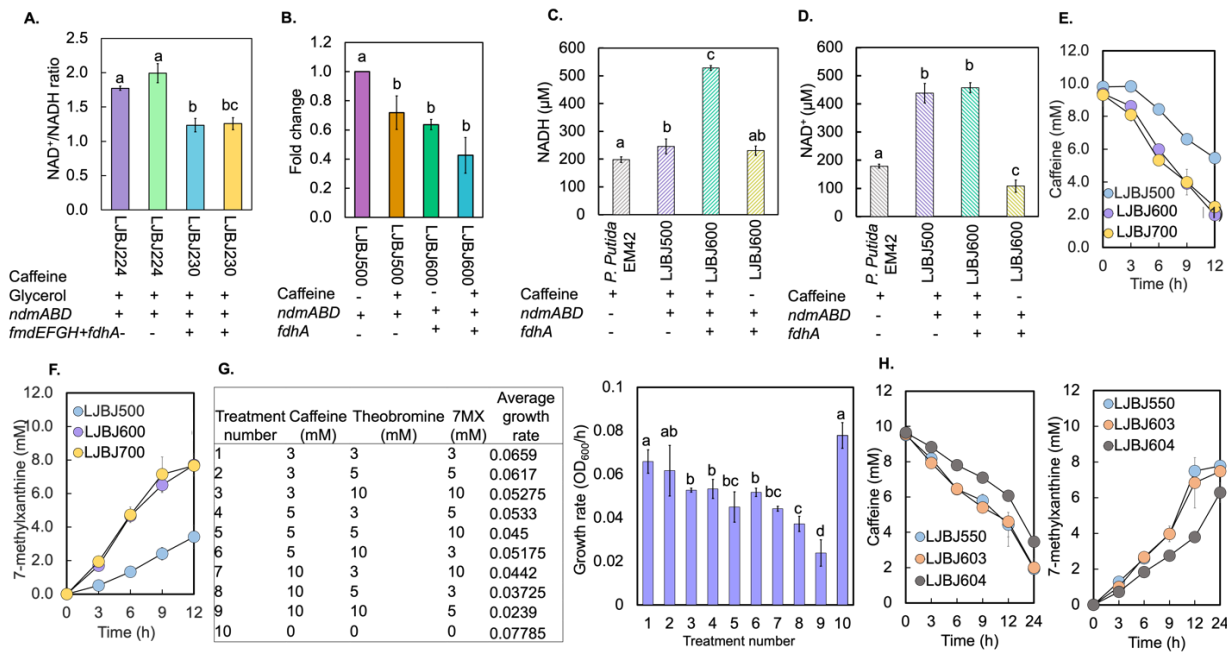 A.
NAD⁺/NADH ratio
2.5
2.0
1.5
1.0
0.5
0.0
a
a
b
bc
LJBJ224
LJBJ224
LJBJ230
LJBJ230
Caffeine
Glycerol + + + +
ndmABD + + + +
fmdEFGH+fdhA - - + +
B.
Fold change
1.2
1.0
0.8
0.6
0.4
0.2
0.0
a
b
b
b
LJBJ500
LJBJ500
LJBJ600
LJBJ600
Caffeine - + - +
ndmABD + + + +
fdhA - - + +
C.
NADH (µM)
600
500
400
300
200
100
0
a
b
c
ab
P. Putida
EM42
LJBJ500
LJBJ600
LJBJ600
Caffeine + + + -
ndmABD - + + +
fdhA - - + +
D.
NAD⁺ (µM)
600
500
400
300
200
100
0
a
b
b
c
P. Putida
EM42
LJBJ500
LJBJ600
LJBJ600
Caffeine + + + -
ndmABD - + + +
fdhA - - + +
E.
Caffeine (mM)
10.0
8.0
6.0
4.0
2.0
0.0
LJBJ500
LJBJ600
LJBJ700
0 3 6 9 12
Time (h)
F.
7-methylxanthine (mM)
12.0
10.0
8.0
6.0
4.0
2.0
0.0
LJBJ500
LJBJ600
LJBJ700
0 3 6 9 12
Time (h)
G.
Treatment number Caffeine (mM) Theobromine (mM) 7MX (mM) Average growth rate
1 3 3 3 0.0659
2 3 5 5 0.0617
3 3 10 10 0.05275
4 5 3 5 0.0533
5 5 5 10 0.045
6 5 10 3 0.05175
7 10 3 10 0.0442
8 10 5 3 0.03725
9 10 10 5 0.0239
10 0 0 0 0.07785
Growth rate (OD₆₀₀/h)
0.1
0.08
0.06
0.04
0.02
0
a
ab
b
b
bc
b
bc
c
d
a
1 2 3 4 5 6 7 8 9 10
Treatment number
H.
Caffeine (mM)
12
10
8
6
4
2
0
LJBJ550
LJBJ603
LJBJ604
0 3 6 9 12 24
Time (h)
7-methylxanthine (mM)
12
10
8
6
4
2
0
LJBJ550
LJBJ603
LJBJ604
0 3 6 9 12 24
Time (h)